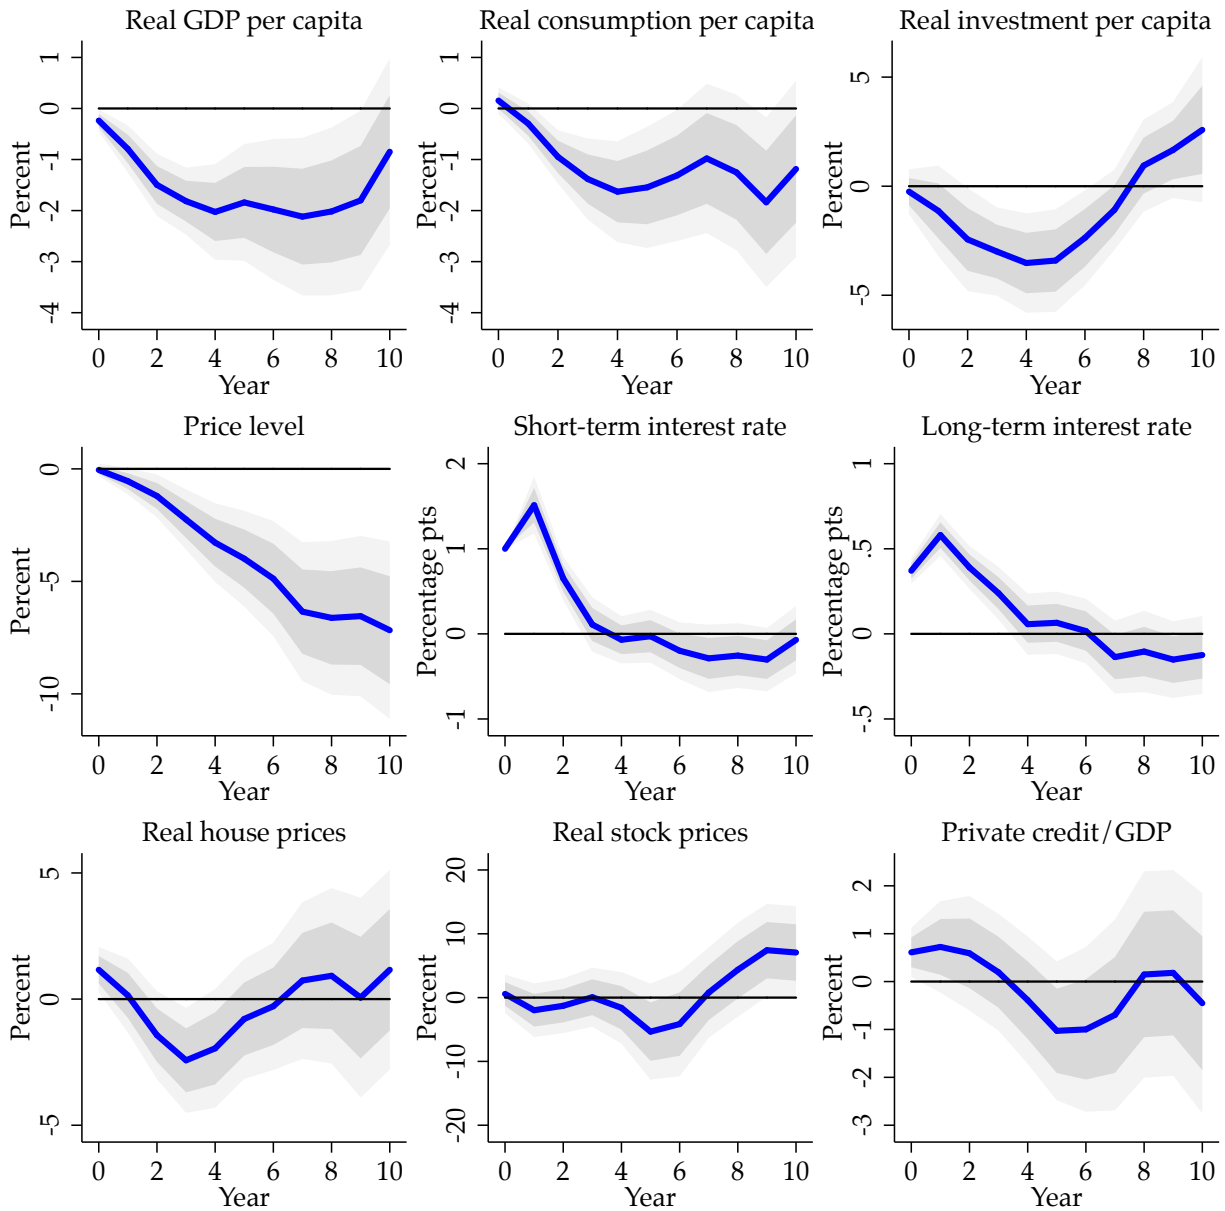 Real GDP per capita
Percent
1
0
-1
-2
-3
-4
0 2 4 6 8 10
Year
Real consumption per capita
Percent
1
0
-1
-2
-3
-4
0 2 4 6 8 10
Year
Real investment per capita
Percent
5
0
-5
0 2 4 6 8 10
Year
Price level
Percent
0
-5
-10
0 2 4 6 8 10
Year
Short-term interest rate
Percentage pts
2
1
0
-1
0 2 4 6 8 10
Year
Long-term interest rate
Percentage pts
1
.5
0
-.5
0 2 4 6 8 10
Year
Real house prices
Percent
5
0
-5
0 2 4 6 8 10
Year
Real stock prices
Percent
20
10
0
-10
-20
0 2 4 6 8 10
Year
Private credit/GDP
Percent
2
1
0
-1
-2
-3
0 2 4 6 8 10
Year